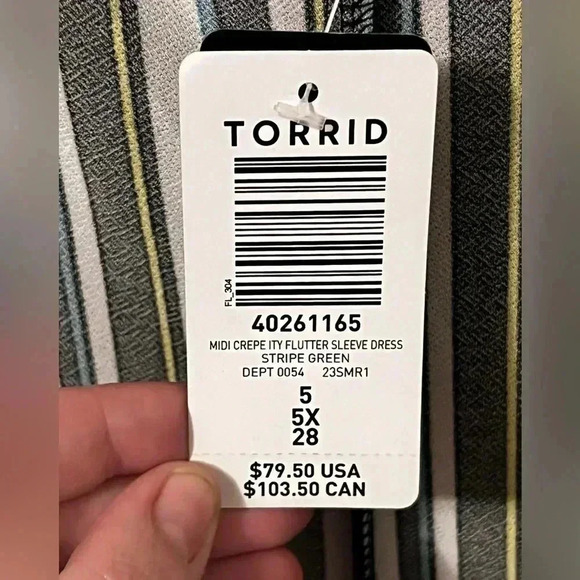 TORRID
FL_304
40261165
MIDI CREPE ITY FLUTTER SLEEVE DRESS
STRIPE GREEN
DEPT 0054 23SMR1
5
5X
28
$79.50 USA
$103.50 CAN